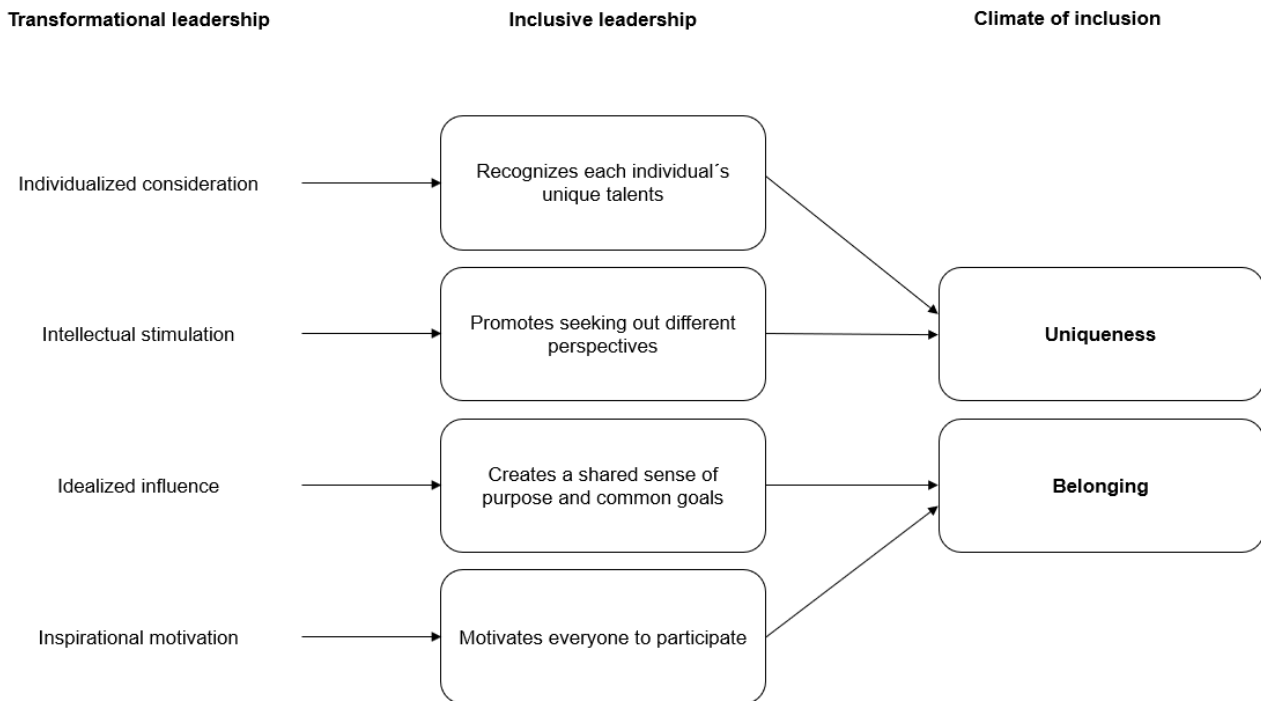 Transformational leadership
Inclusive leadership
Climate of inclusion
Individualized consideration
Recognizes each individual´s
unique talents
Intellectual stimulation
Promotes seeking out different
perspectives
Uniqueness
Idealized influence
Creates a shared sense of
purpose and common goals
Belonging
Inspirational motivation
Motivates everyone to participate